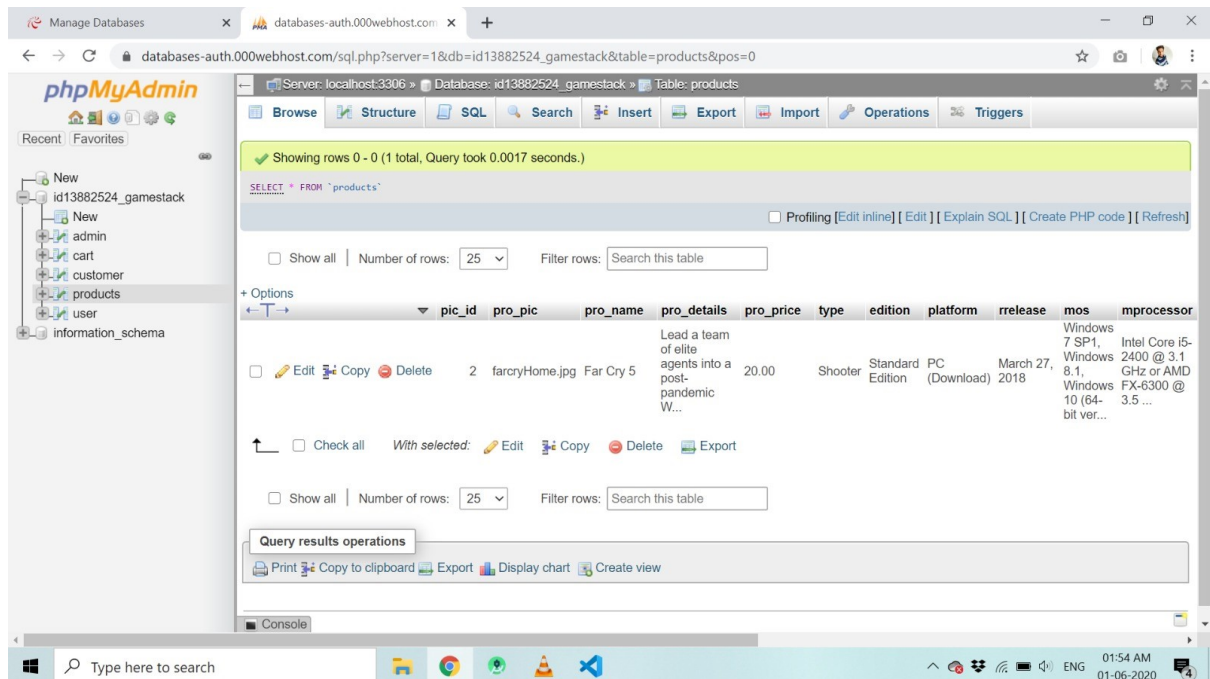 Manage Databases
databases-auth.000webhost.com
databases-auth.000webhost.com/sql.php?server=1&db=id13882524_gamestack&table=products&pos=0
phpMyAdmin
Recent Favorites
New
id13882524_gamestack
New
admin
cart
customer
products
user
information_schema
Server: localhost:3306 » Database: id13882524_gamestack » Table: products
Browse Structure SQL Search Insert Export Import Operations Triggers
Showing rows 0 - 0 (1 total, Query took 0.0017 seconds.)
SELECT * FROM `products`
Profiling [Edit inline] [ Edit ] [ Explain SQL ] [ Create PHP code ] [ Refresh]
Show all | Number of rows: 25 Filter rows: Search this table
+ Options
←T→ pic_id pro_pic pro_name pro_details pro_price type edition platform rrelease mos mprocessor
Edit Copy Delete 2 farcryHome.jpg Far Cry 5
Lead a team
of elite
agents into a
post-
pandemic
W...
20.00
Shooter
Standard
Edition
PC
(Download)
March 27,
2018
Windows
7 SP1,
Windows
8.1,
Windows
10 (64-
bit ver...
Intel Core i5-
2400 @ 3.1
GHz or AMD
FX-6300 @
3.5 ...
Check all With selected: Edit Copy Delete Export
Show all | Number of rows: 25 Filter rows: Search this table
Query results operations
Print Copy to clipboard Export Display chart Create view
Console
Type here to search
ENG
01:54 AM
01-06-2020
4